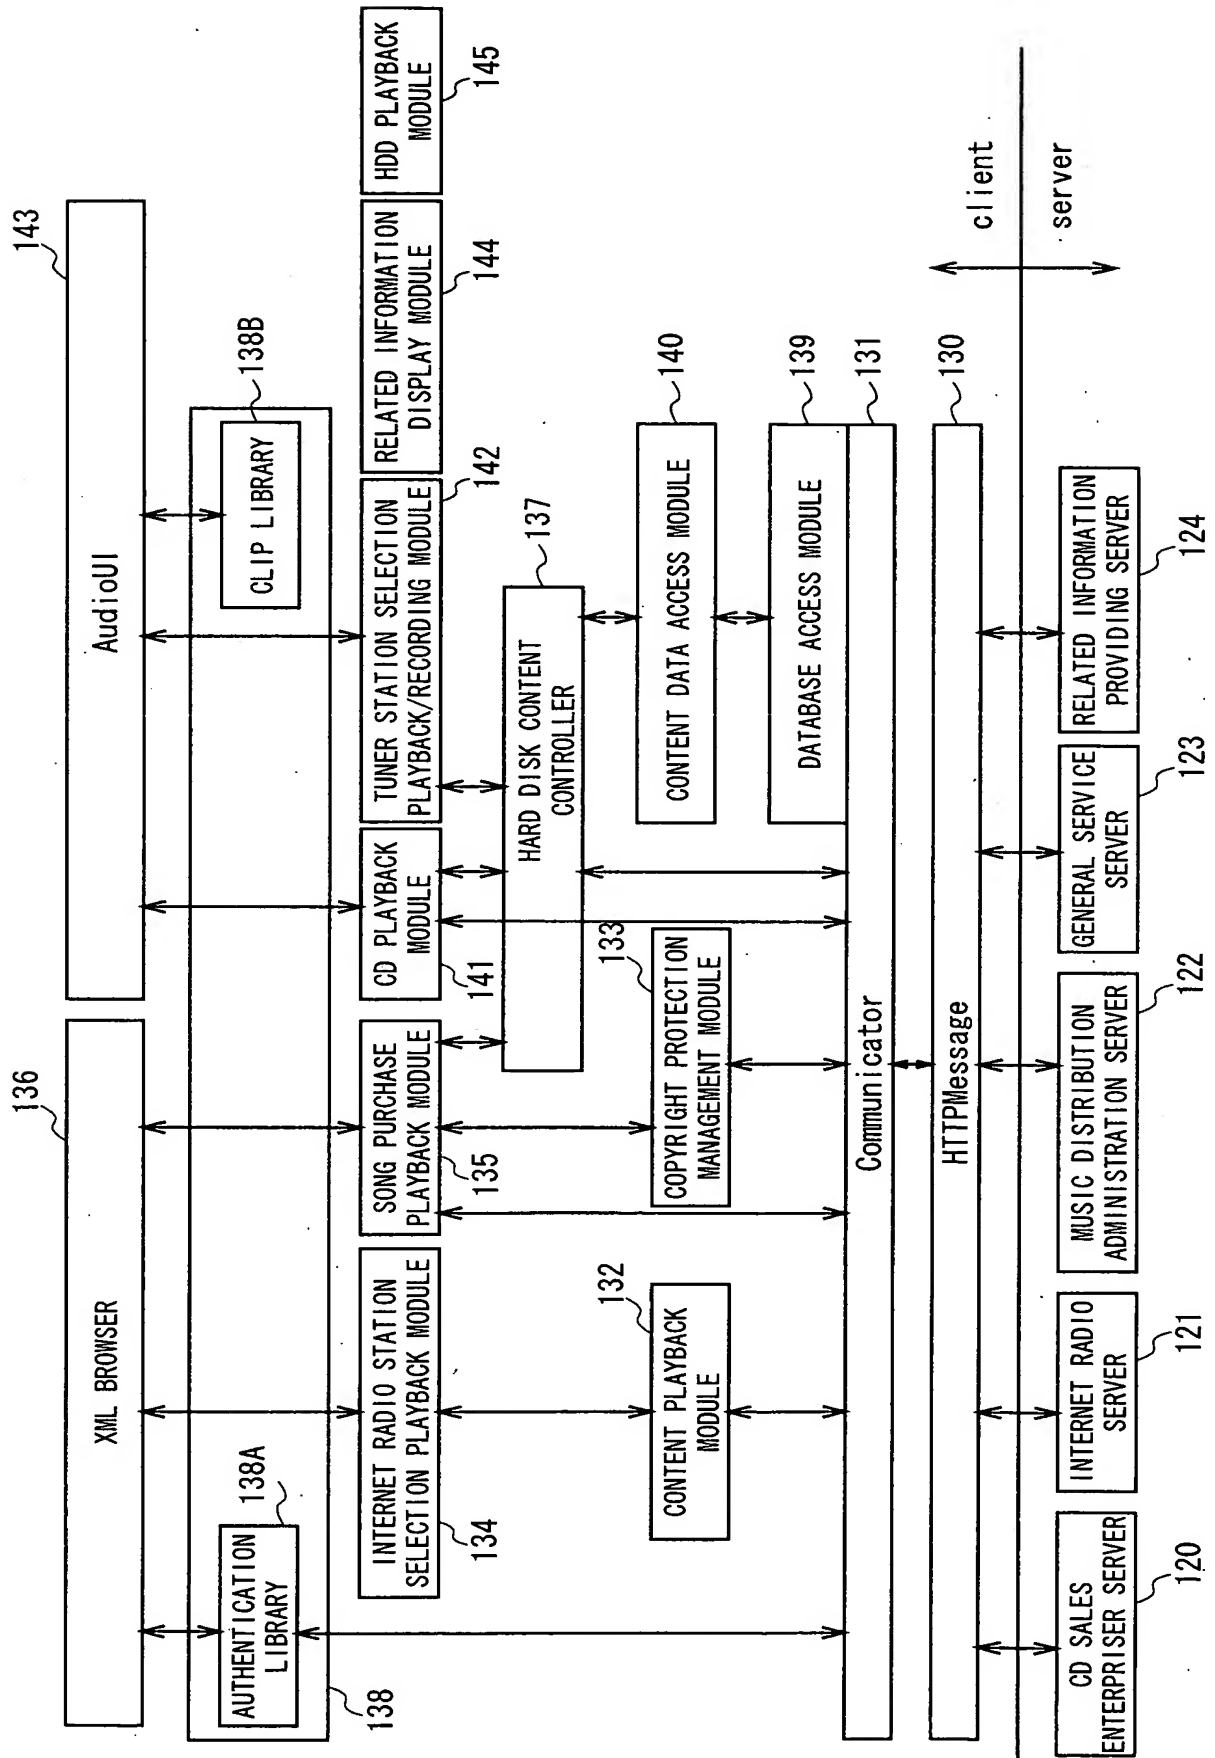 136
143
XML BROWSER
AudioUI
AUTHENTICATION
LIBRARY
138A
138
CLIP LIBRARY
138B
INTERNET RADIO STATION
SELECTION PLAYBACK MODULE
134
SONG PURCHASE
PLAYBACK MODULE
135
CD PLAYBACK
MODULE
141
TUNER STATION SELECTION
PLAYBACK/RECORDING MODULE
142
RELATED INFORMATION
DISPLAY MODULE
144
HDD PLAYBACK
MODULE
145
HARD DISK CONTENT
CONTROLLER
137
132
CONTENT PLAYBACK
MODULE
133
COPYRIGHT PROTECTION
MANAGEMENT MODULE
CONTENT DATA ACCESS MODULE
140
DATABASE ACCESS MODULE
139
Communicator
131
HTTPMessage
130
client
server
CD SALES
ENTERPRISER SERVER
120
INTERNET RADIO
SERVER
121
MUSIC DISTRIBUTION
ADMINISTRATION SERVER
122
GENERAL SERVICE
SERVER
123
RELATED INFORMATION
PROVIDING SERVER
124